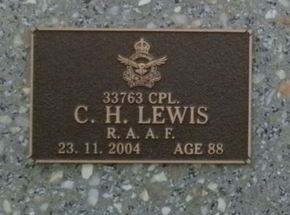 33763 CPL.
C. H. LEWIS
R. A. A. F.
23. 11. 2004 AGE 88